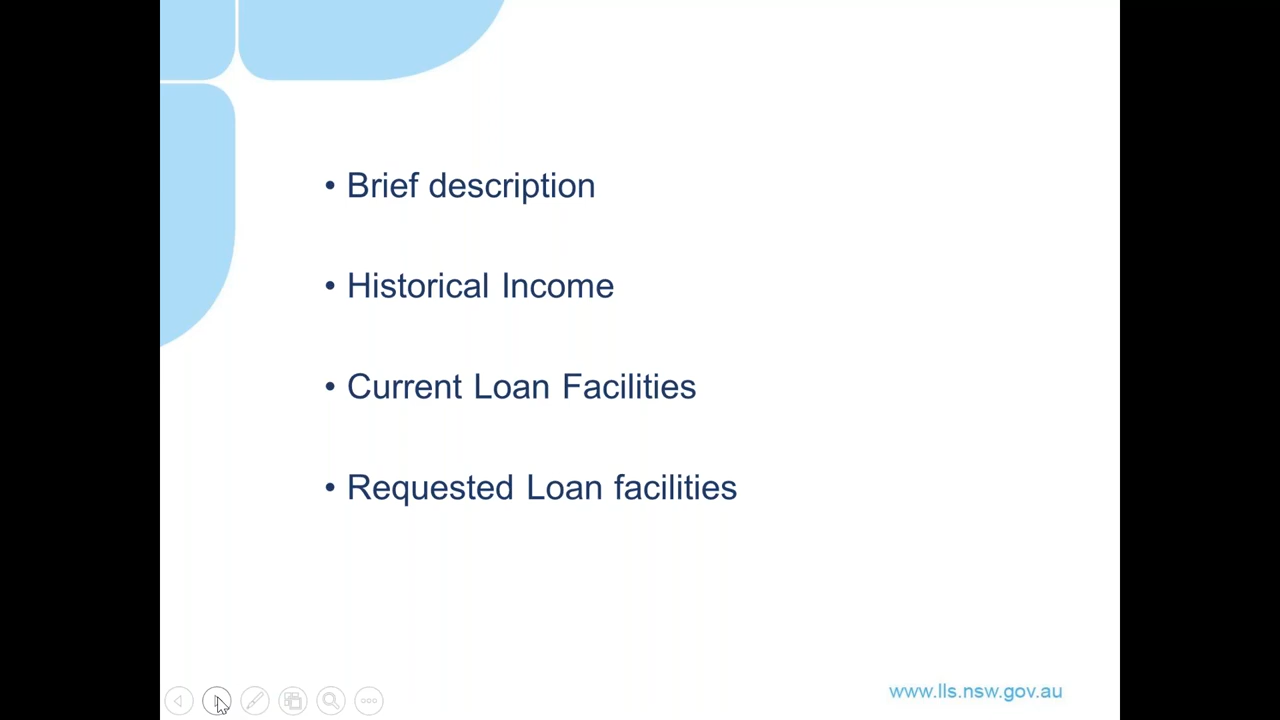 • Brief description
• Historical Income
• Current Loan Facilities
• Requested Loan facilities
www.lls.nsw.gov.au